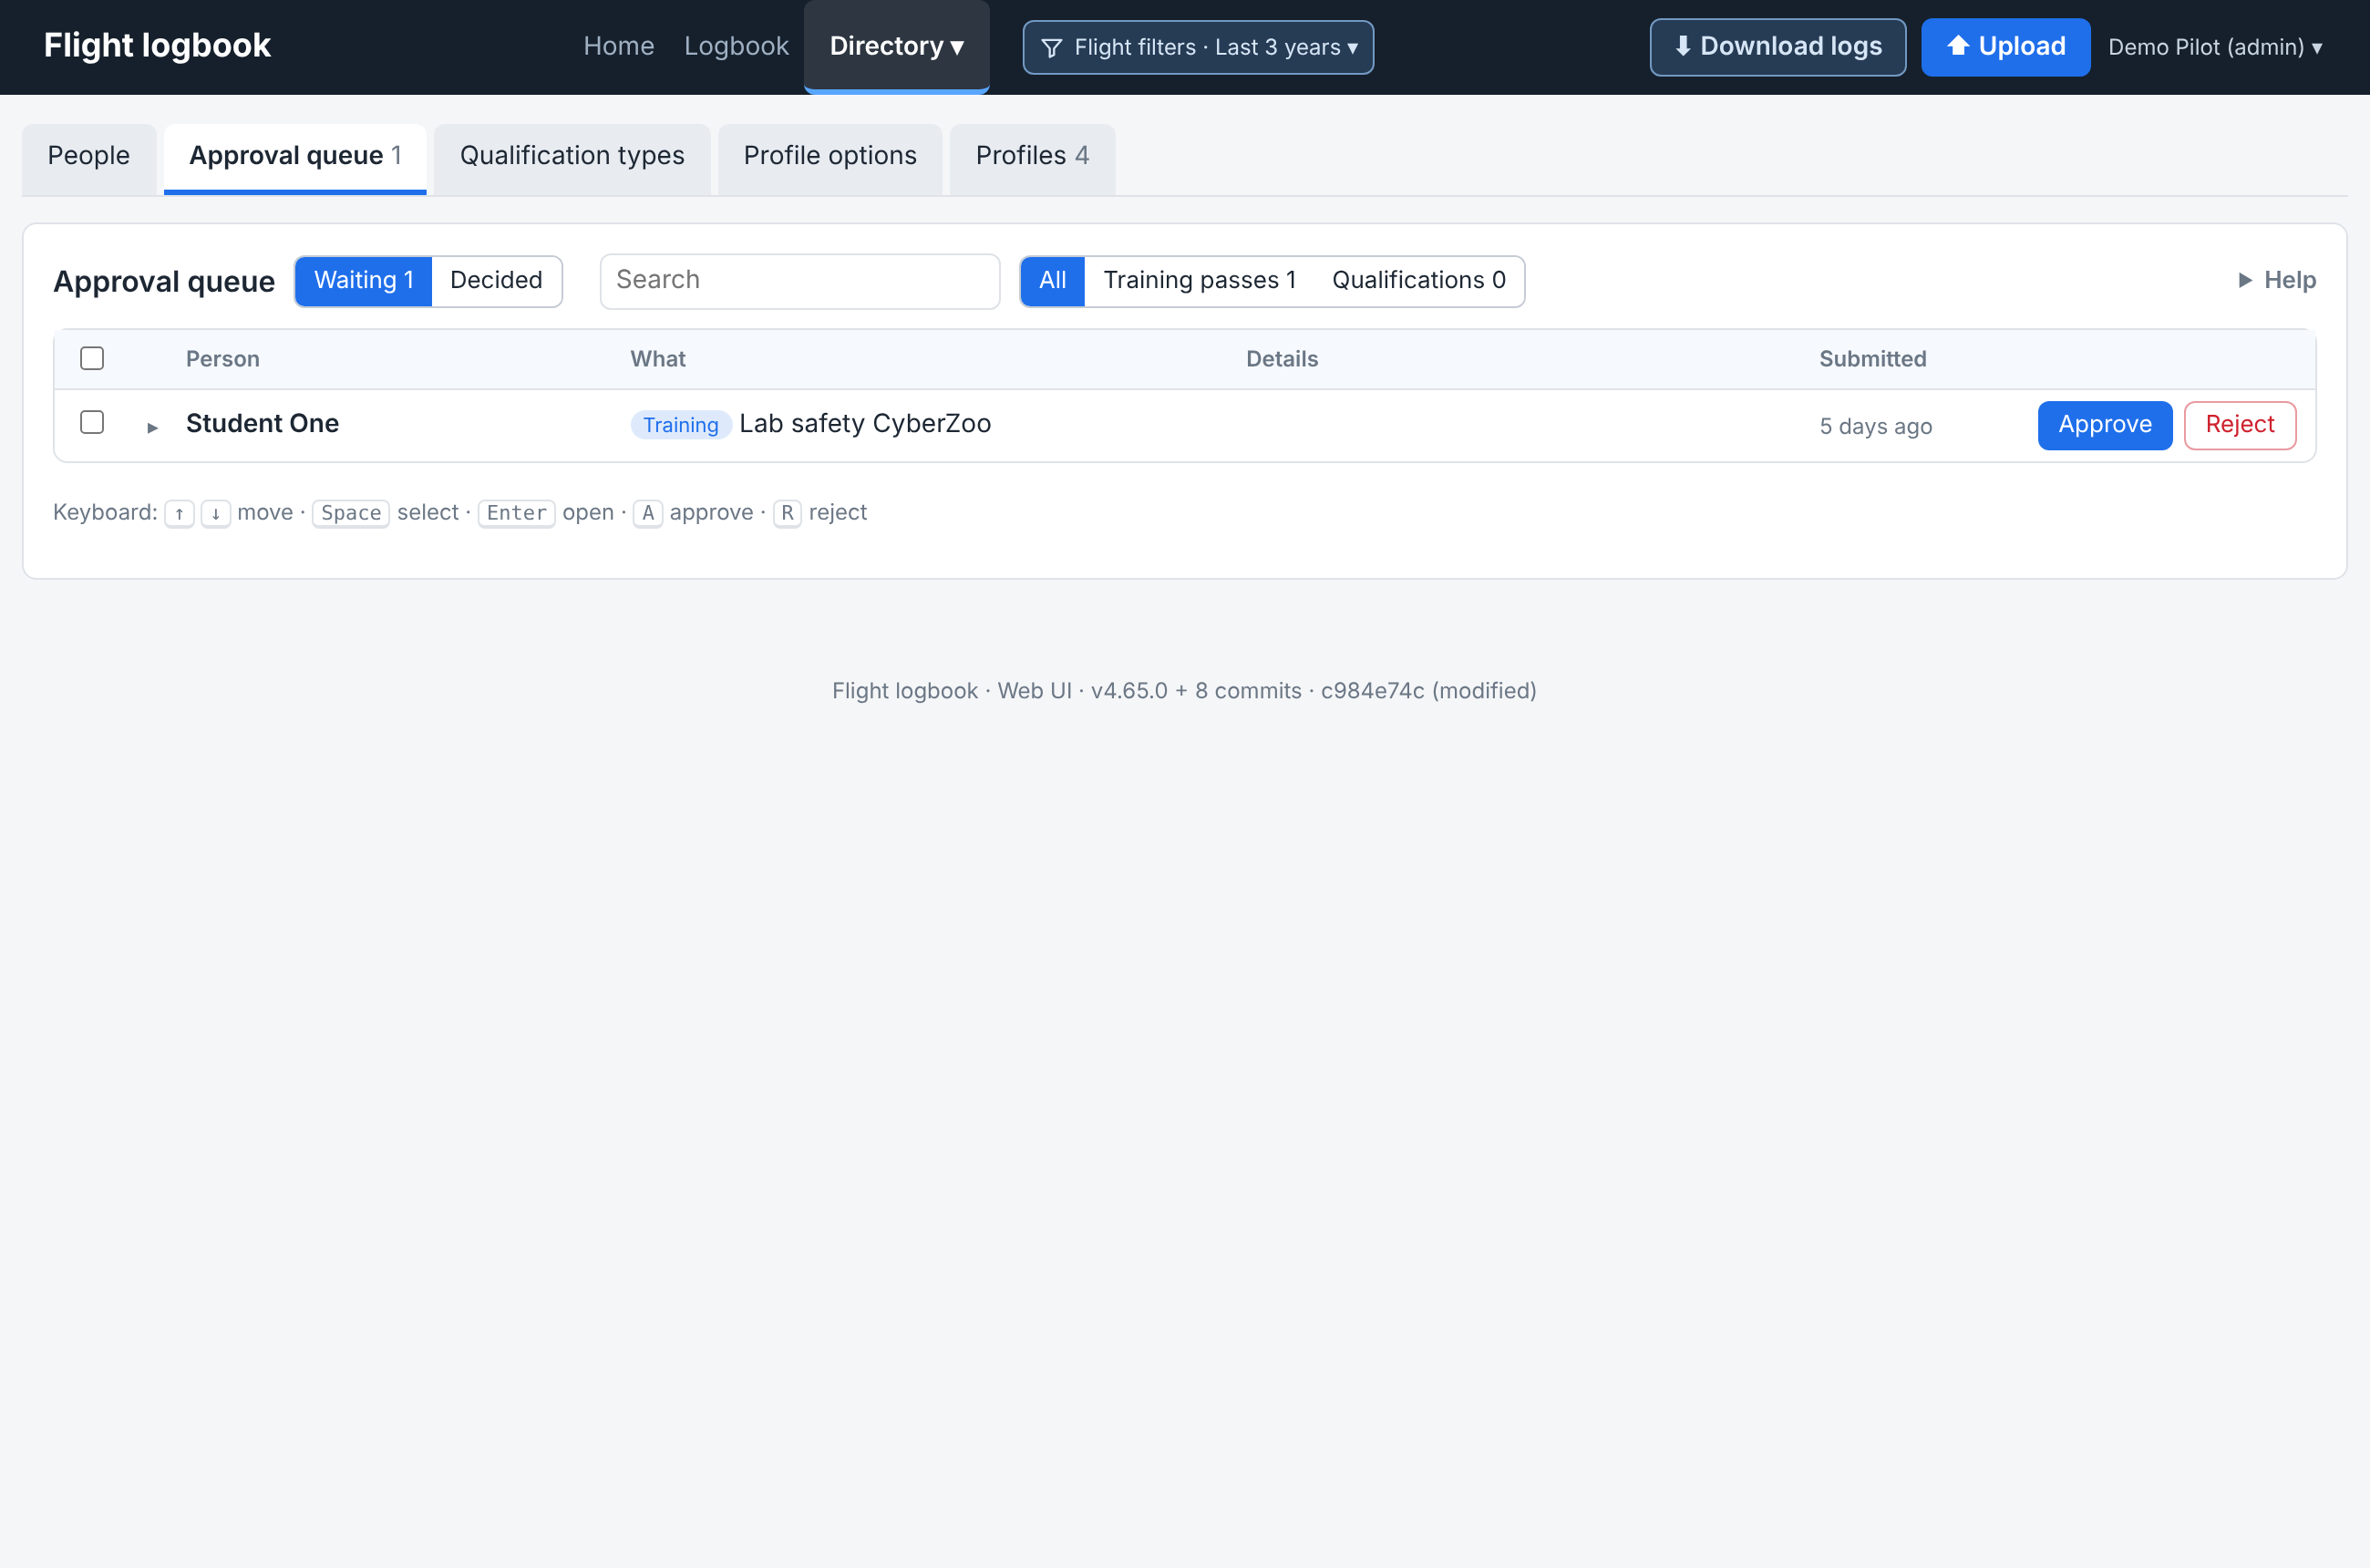 Flight logbook Home Logbook Directory ▾ Flight filters · Last 3 years ▾ ⬇ Download logs ⬆ Upload Demo Pilot (admin) ▾
People Approval queue 1 Qualification types Profile options Profiles 4
Approval queue Waiting 1 Decided Search All Training passes 1 Qualifications 0 ▶ Help
Person What Details Submitted
▸ Student One Training Lab safety CyberZoo 5 days ago Approve Reject
Keyboard: ↑ ↓ move · Space select · Enter open · A approve · R reject
Flight logbook · Web UI · v4.65.0 + 8 commits · c984e74c (modified)